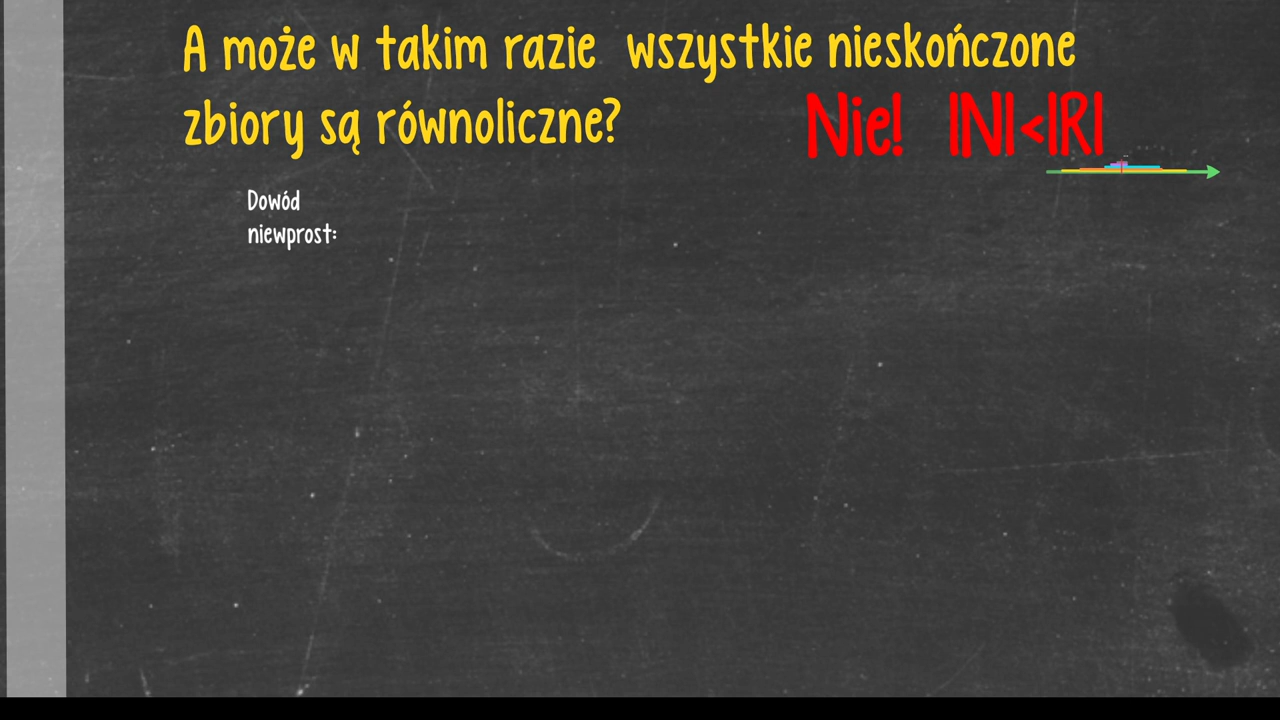 A może w takim razie wszystkie nieskończone
zbiory są równoliczne?
Nie! |N|<|R|
Dowód
niewprost: